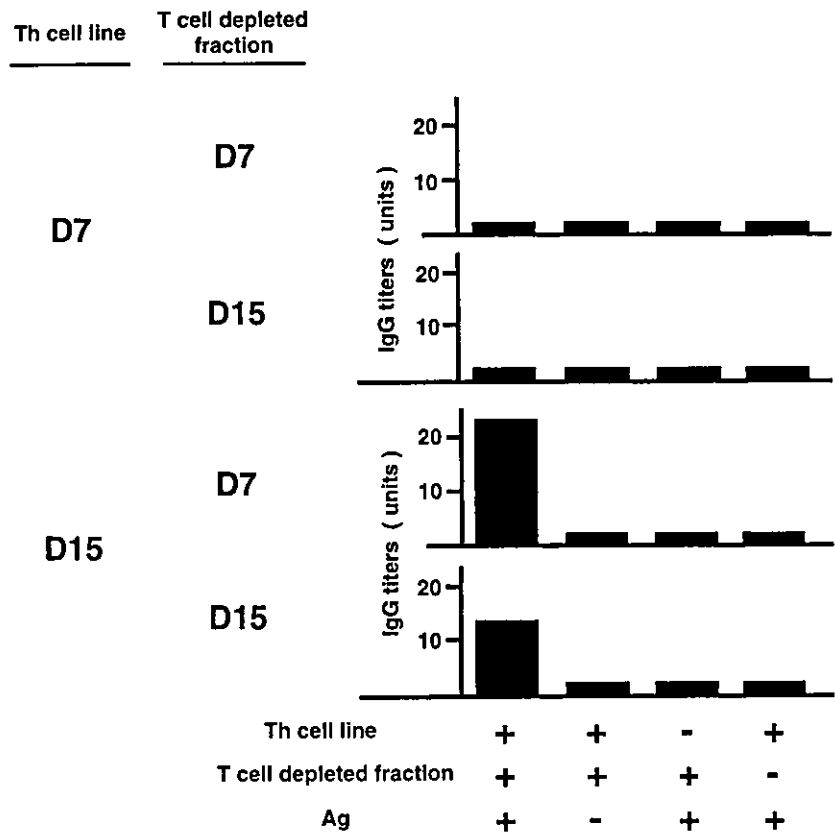 Th cell line
T cell depleted
fraction
D7
D7
D15
20
10
20
10
IgG titers ( units )
D15
D7
D15
20
10
20
10
IgG titers ( units )
Th cell line + + - +
T cell depleted fraction + + + -
Ag + - + +